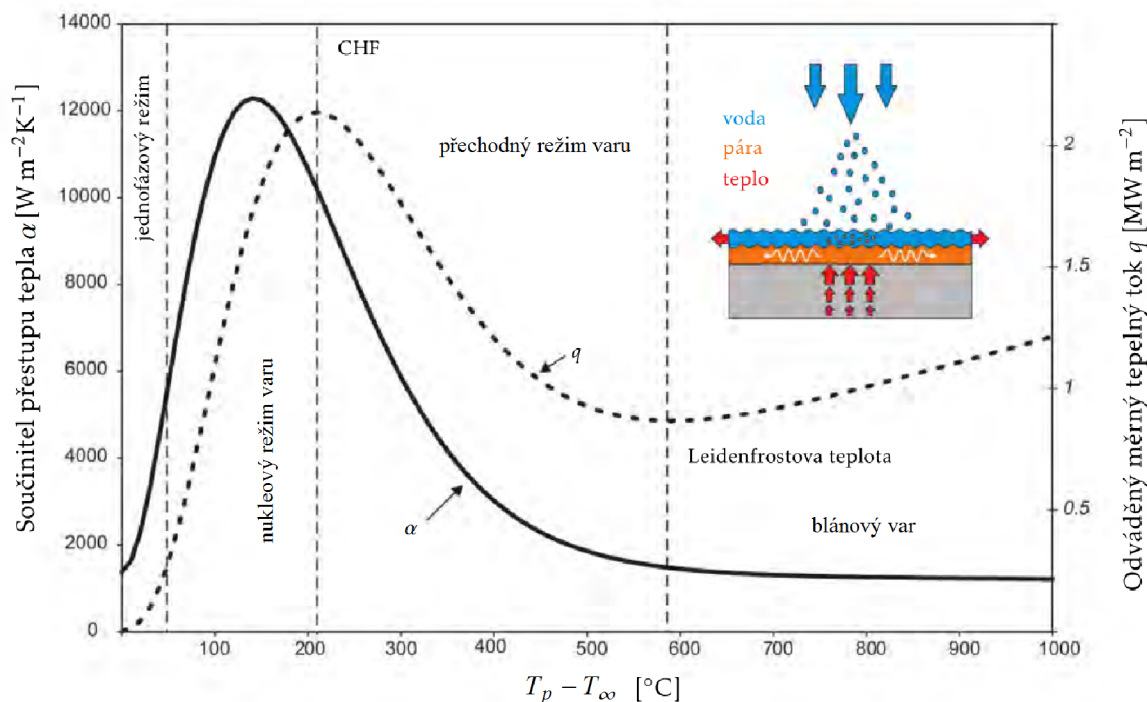 Součinitel přestupu tepla α [W m⁻²K⁻¹]
14000
12000
10000
8000
6000
4000
2000
0
jednofázový režim
nukleový režim varu
CHF
přechodný režim varu
voda
pára
teplo
q
α
Leidenfrostova teplota
blánový var
2
1.5
1
0.5
Odváděný měrný tepelný tok q [MW m⁻²]
100
200
300
400
500
600
700
800
900
1000
Tₚ – T∞ [°C]